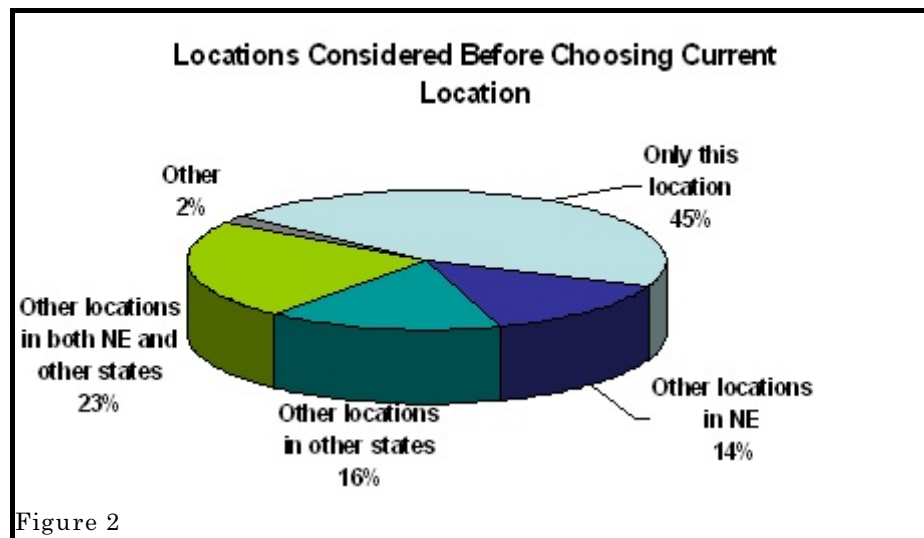 Locations Considered Before Choosing Current
Location
Only this
location
45%
Other
2%
Other locations
in both NE and
other states
23%
Other locations
in other states
16%
Other locations
in NE
14%
Figure 2